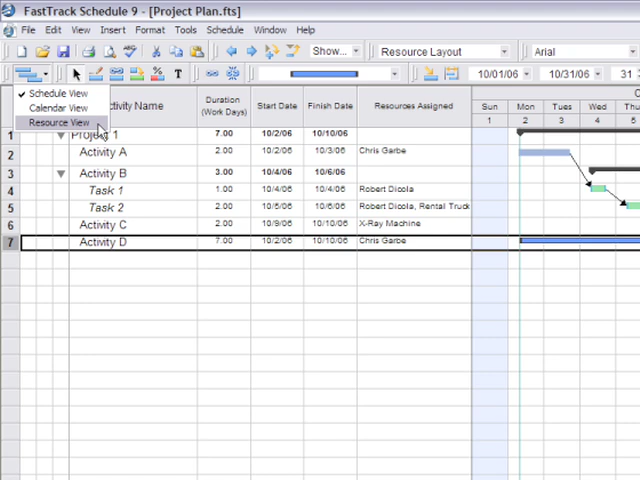 FastTrack Schedule 9 - [Project Plan.fts]
File Edit View Insert Format Tools Schedule Window Help
Show... Resource Layout Arial
T 10/01/06 10/31/06 31
Schedule View
Calendar View
Resource View
ctivity Name Duration (Work Days) Start Date Finish Date Resources Assigned Sun Mon Tues Wed Thu
1 2 3 4 5
1 Project 1 7.00 10/2/06 10/10/06
2 Activity A 2.00 10/2/06 10/3/06 Chris Garbe
3 Activity B 3.00 10/4/06 10/6/06
4 Task 1 1.00 10/4/06 10/4/06 Robert Dicola
5 Task 2 2.00 10/5/06 10/6/06 Robert Dicola, Rental Truck
6 Activity C 2.00 10/9/06 10/10/06 X-Ray Machine
7 Activity D 7.00 10/2/06 10/10/06 Chris Garbe